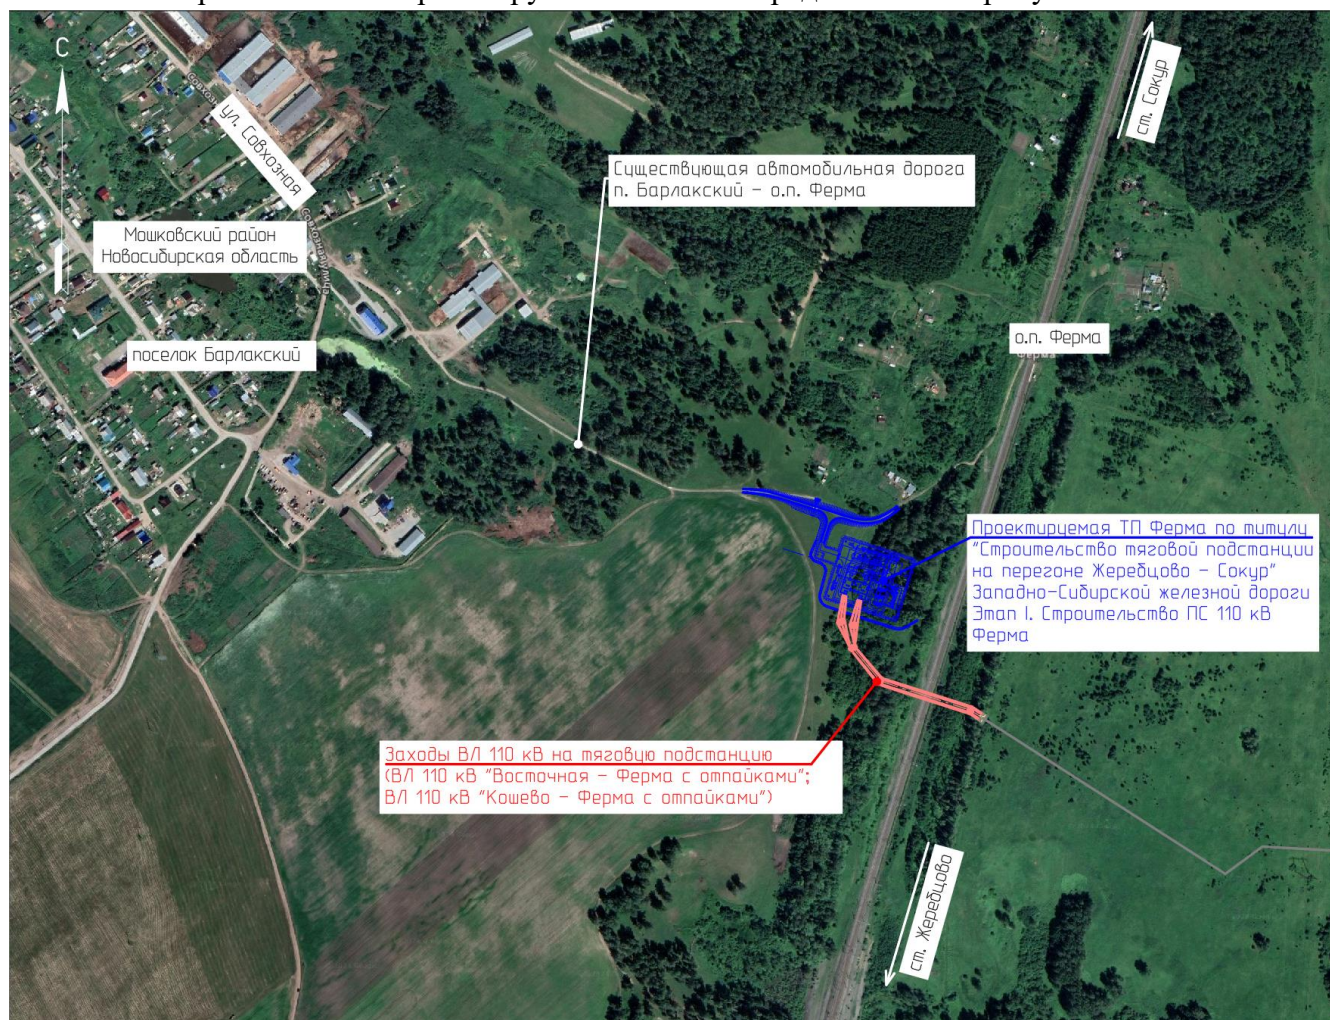 С
ст. Сокур
ул. Совхозная
Существующая автомобильная дорога
п. Барлакский - о.п. Ферма
Мошковский район
Новосибирская область
Совхозная улица
поселок Барлакский
о.п. Ферма
Ферма
Проектируемая ТП Ферма по титулу
"Строительство тяговой подстанции
на перегоне Жеребцово - Сокур"
Западно-Сибирской железной дороги
Этап I. Строительство ПС 110 кВ
Ферма
Заходы ВЛ 110 кВ на тяговую подстанцию
(ВЛ 110 кВ "Восточная - Ферма с отпайками";
ВЛ 110 кВ "Кошево - Ферма с отпайками")
ст. Жеребцово